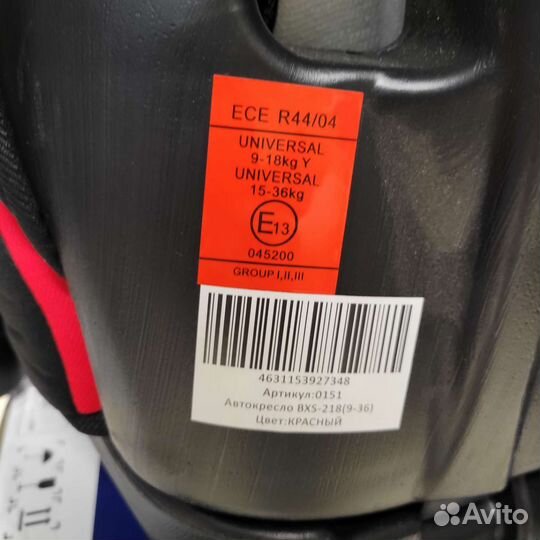 ECE R44/04
UNIVERSAL
9-18kg Y
UNIVERSAL
15-36kg
E13
045200
GROUP I,II,III
4631153927348
Артикул:0151
Автокресло BXS-218(9-36)
Цвет:КРАСНЫЙ
Avito